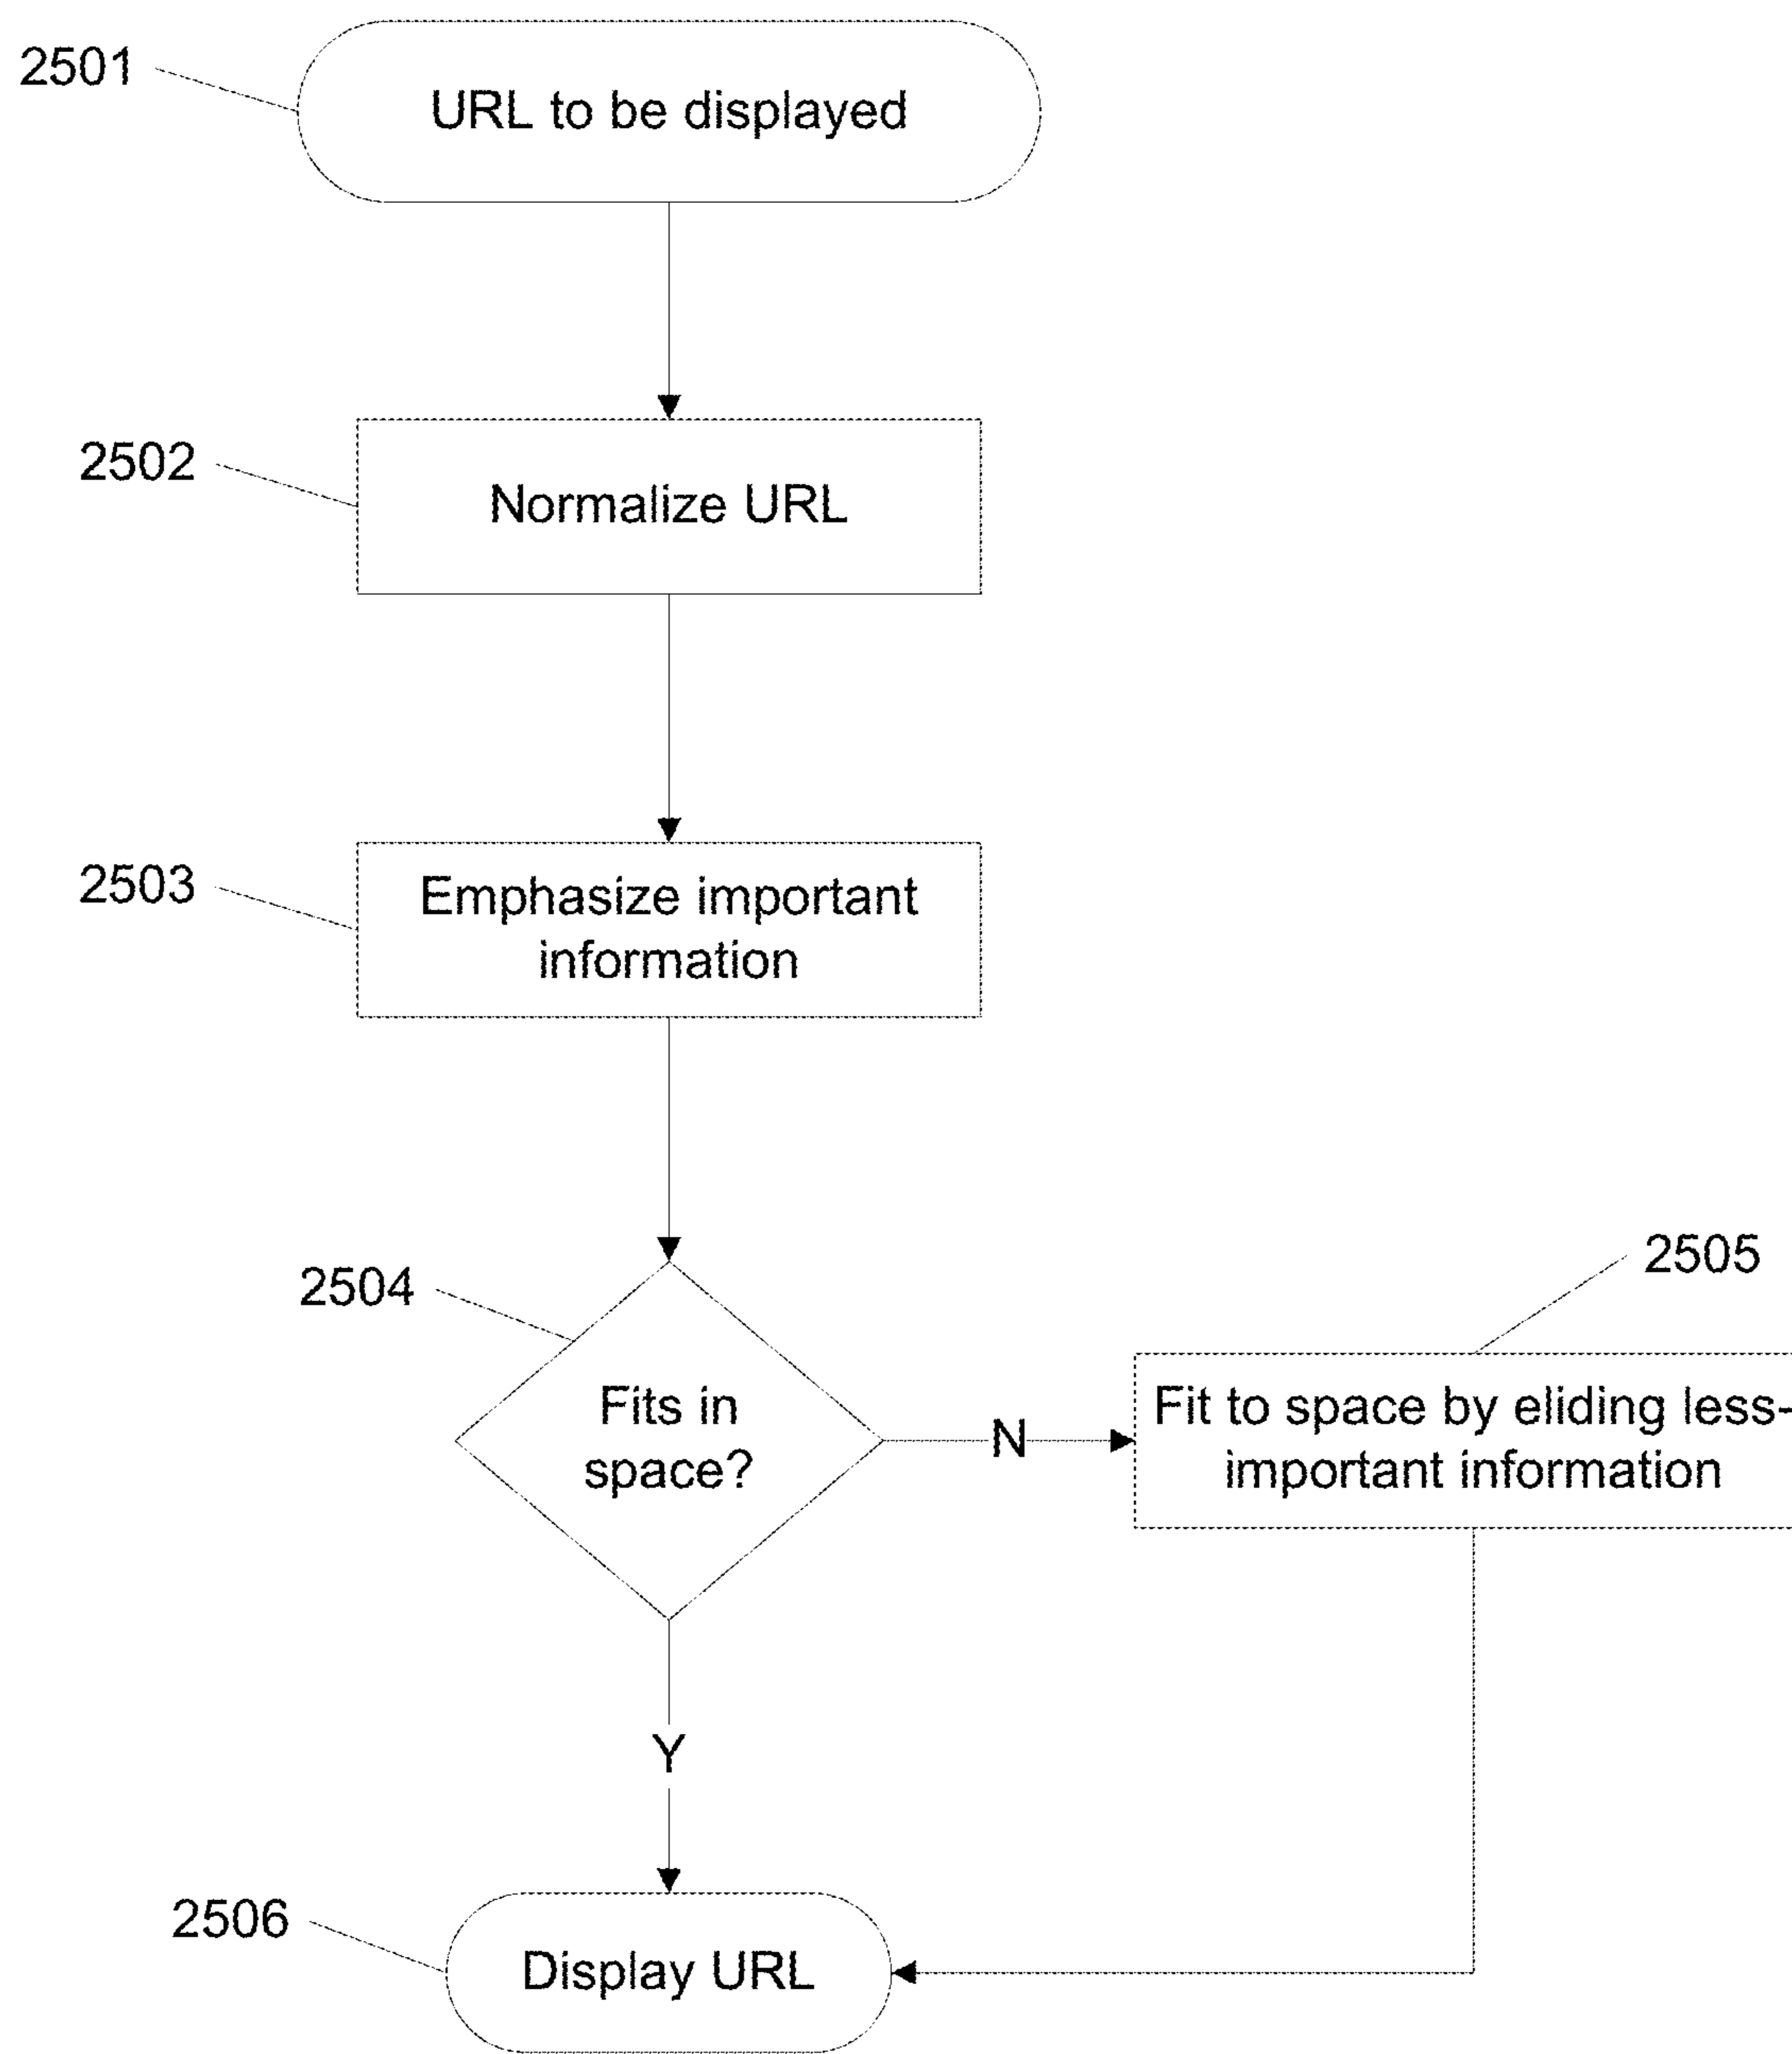 2501
URL to be displayed
2502
Normalize URL
2503
Emphasize important
information
2504
Fits in
space?
N
2505
Fit to space by eliding less-
important information
Y
2506
Display URL